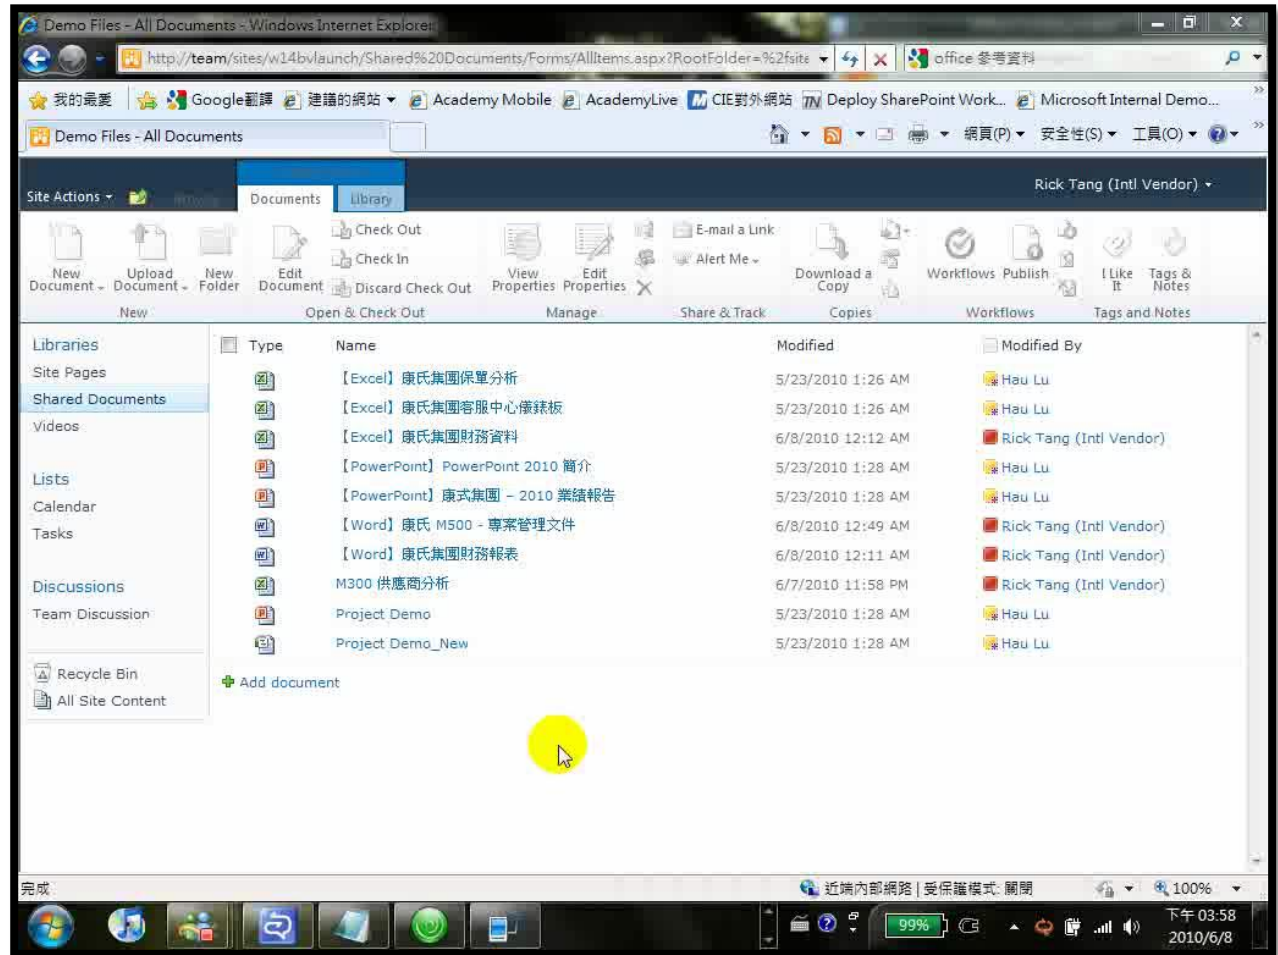 Demo Files - All Documents - Windows Internet Explorer
http://team/sites/w14bvlaunch/Shared%20Documents/Forms/AllItems.aspx?RootFolder=%2fsite
office 參考資料
我的最愛 Google翻譯 建議的網站 Academy Mobile AcademyLive CIE對外網站 Deploy SharePoint Work... Microsoft Internal Demo...
Demo Files - All Documents
網頁(P) 安全性(S) 工具(O)
Rick Tang (Intl Vendor)
Site Actions Documents Library
New Document Upload Document New Folder
New
Edit Document Check Out
Check In
Discard Check Out
Open & Check Out
View Properties Edit Properties
Manage
E-mail a Link
Alert Me
Share & Track
Download a Copy
Copies
Workflows Publish
Workflows
I Like It Tags & Notes
Tags and Notes
Libraries
Site Pages
Shared Documents
Videos
Lists
Calendar
Tasks
Discussions
Team Discussion
Recycle Bin
All Site Content
Type Name Modified Modified By
【Excel】康氏集團保單分析 5/23/2010 1:26 AM Hau Lu
【Excel】康氏集團客服中心儀錶板 5/23/2010 1:26 AM Hau Lu
【Excel】康氏集團財務資料 6/8/2010 12:12 AM Rick Tang (Intl Vendor)
【PowerPoint】PowerPoint 2010 簡介 5/23/2010 1:28 AM Hau Lu
【PowerPoint】康式集團 – 2010 業績報告 5/23/2010 1:28 AM Hau Lu
【Word】康氏 M500 - 專案管理文件 6/8/2010 12:49 AM Rick Tang (Intl Vendor)
【Word】康氏集團財務報表 6/8/2010 12:11 AM Rick Tang (Intl Vendor)
M300 供應商分析 6/7/2010 11:58 PM Rick Tang (Intl Vendor)
Project Demo 5/23/2010 1:28 AM Hau Lu
Project Demo_New 5/23/2010 1:28 AM Hau Lu
Add document
完成 近端內部網路 | 受保護模式: 關閉 100%
99% 下午 03:58
2010/6/8